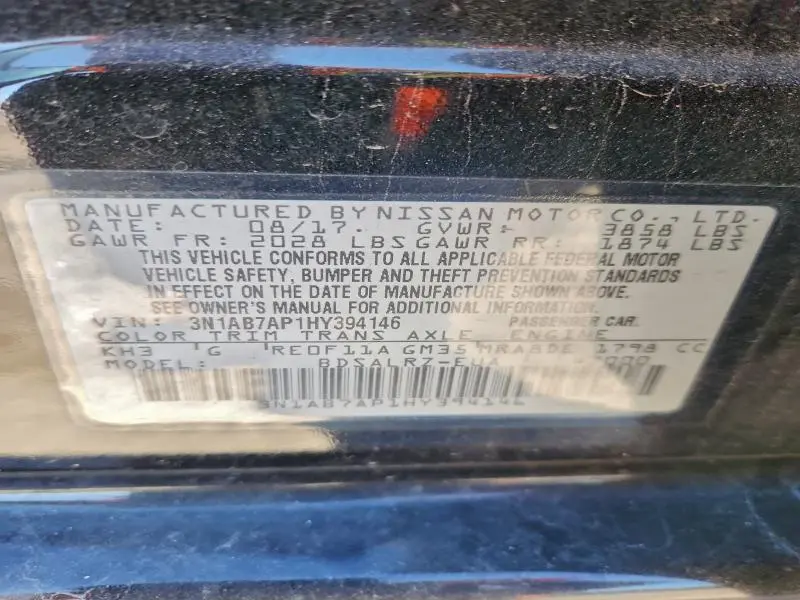 MANUFACTURED BY NISSAN MOTOR CO., LTD.
DATE: 08/17. GVWR: 3858 LBS
GAWR FR: 2028 LBS GAWR RR: 1874 LBS
THIS VEHICLE CONFORMS TO ALL APPLICABLE FEDERAL MOTOR
VEHICLE SAFETY, BUMPER AND THEFT PREVENTION STANDARDS
IN EFFECT ON THE DATE OF MANUFACTURE SHOWN ABOVE.
SEE OWNER'S MANUAL FOR ADDITIONAL INFORMATION.
VIN: 3N1AB7AP1HY394146 PASSENGER CAR.
COLOR TRIM TRANS AXLE ENGINE
KH3 G RE0F11A GM35 MRA8DE 1798 CC
MODEL:
3N1AB7AP1HY394146